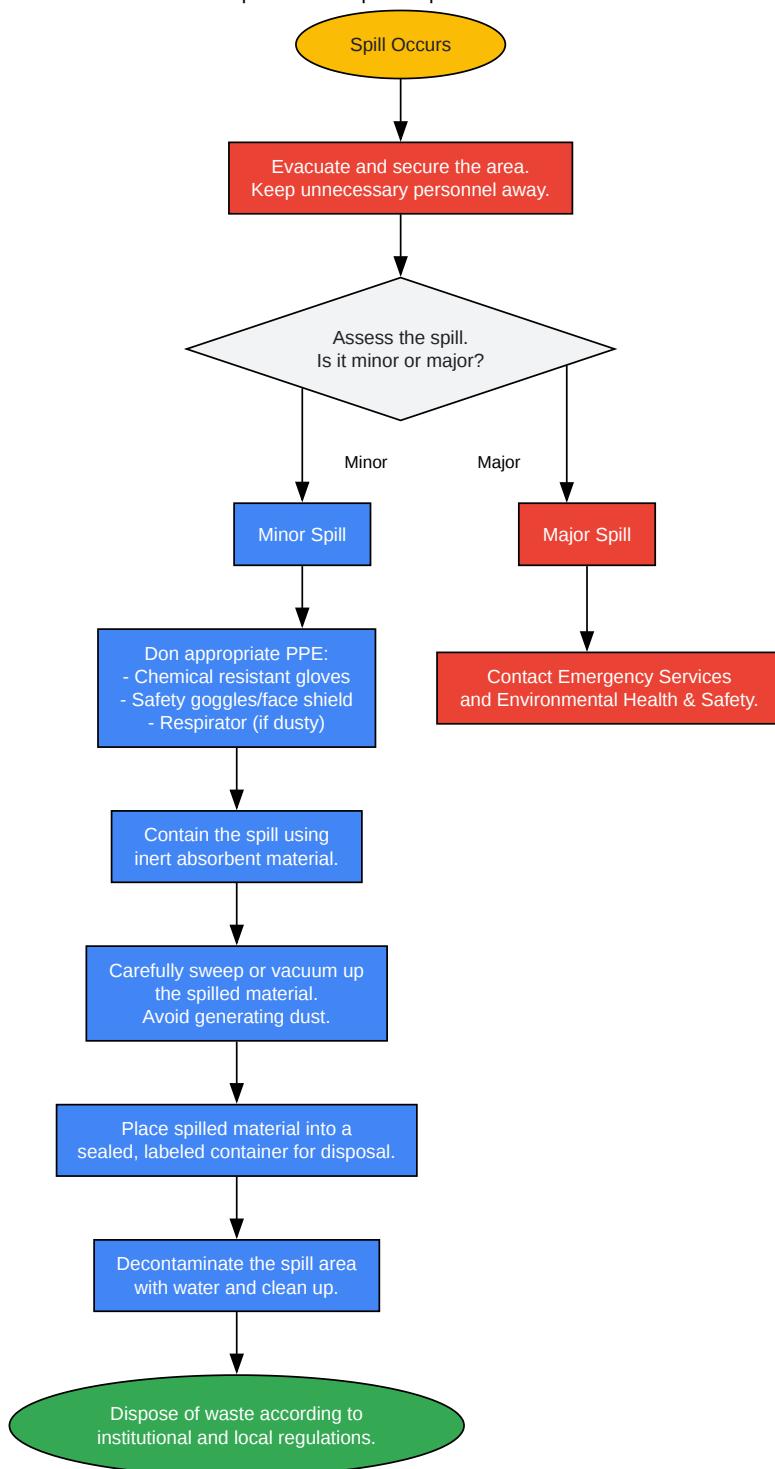 Spill Occurs
Evacuate and secure the area.
Keep unnecessary personnel away.
Assess the spill.
Is it minor or major?
Minor
Major
Minor Spill
Major Spill
Don appropriate PPE:
- Chemical resistant gloves
- Safety goggles/face shield
- Respirator (if dusty)
Contact Emergency Services
and Environmental Health & Safety.
Contain the spill using
inert absorbent material.
Carefully sweep or vacuum up
the spilled material.
Avoid generating dust.
Place spilled material into a
sealed, labeled container for disposal.
Decontaminate the spill area
with water and clean up.
Dispose of waste according to
institutional and local regulations.